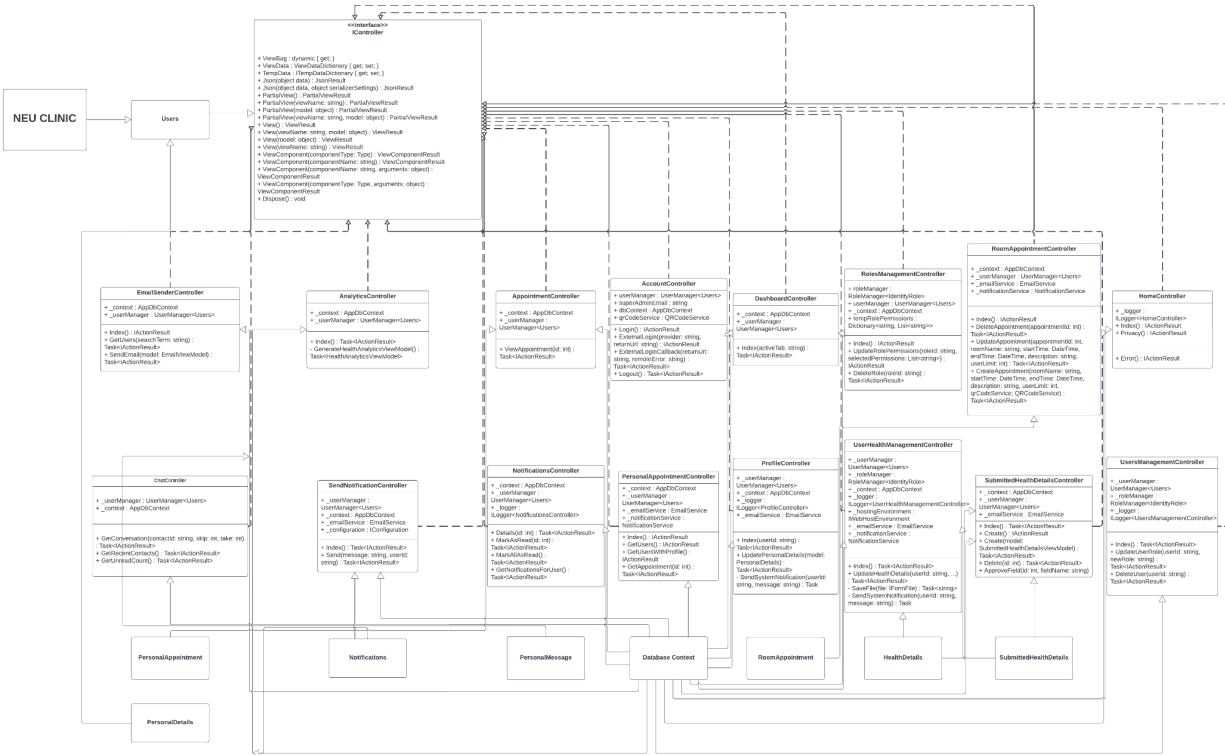 <<interface>>
IController
+ ViewBag : dynamic { get; }
+ ViewData : ViewDataDictionary { get; set; }
+ TempData : ITempDataDictionary { get; set; }
+ Json(object data) : JsonResult
+ Json(object data, object serializerSettings) : JsonResult
+ PartialView() : PartialViewResult
+ PartialView(viewName: string) : PartialViewResult
+ PartialView(model: object) : PartialViewResult
+ PartialView(viewName: string, model: object) : PartialViewResult
+ View() : ViewResult
+ View(viewName: string, model: object) : ViewResult
+ View(model: object) : ViewResult
+ View(viewName: string) : ViewResult
+ ViewComponent(componentType: Type) : ViewComponentResult
+ ViewComponent(componentName: string) : ViewComponentResult
+ ViewComponent(componentName: string, arguments: object) :
ViewComponentResult
+ ViewComponent(componentType: Type, arguments: object) :
ViewComponentResult
+ Dispose() : void
NEU CLINIC
Users
EmailSenderController
+ _context : AppDbContext
+ _userManager : UserManager<Users>
+ Index() : IActionResult
+ GetUsers(searchTerm: string) :
Task<IActionResult>
+ SendEmail(model: EmailViewModel) :
Task<IActionResult>
AnalyticsController
+ _context : AppDbContext
+ _userManager : UserManager<Users>
+ Index() : Task<IActionResult>
- GenerateHealthAnalyticsViewModel() :
Task<HealthAnalyticsViewModel>
AppointmentController
+ _context : AppDbContext
+ _userManager :
UserManager<Users>
+ ViewAppointment(id: int) :
Task<IActionResult>
AccountController
+ userManager : UserManager<Users>
+ superAdminEmail : string
+ dbContext : AppDbContext
+ qrCodeService : QRCodeService
+ Login() : IActionResult
+ ExternalLogin(provider: string,
returnUrl: string) : IActionResult
+ ExternalLoginCallback(returnUrl:
string, remoteError: string) :
Task<IActionResult>
+ Logout() : Task<IActionResult>
DashboardController
+ _context : AppDbContext
+ _userManager :
UserManager<Users>
+ Index(activeTab: string) :
Task<IActionResult>
RolesManagementController
+ roleManager :
RoleManager<IdentityRole>
+ userManager : UserManager<Users>
+ context : AppDbContext
+ tempRolePermissions :
Dictionary<string, List<string>>
+ Index() : IActionResult
+ UpdateRolePermissions(roleId: string,
selectedPermissions: List<string>) :
Task<IActionResult>
+ DeleteRole(roleId: string) :
Task<IActionResult>
RoomAppointmentController
+ _context : AppDbContext
+ _userManager : UserManager<Users>
+ _emailService : EmailService
+ _notificationService : NotificationService
+ Index() : IActionResult
+ DeleteAppointment(appointmentId: int) :
Task<IActionResult>
+ UpdateAppointment(appointmentId: int,
roomName: string, startTime: DateTime,
endTime: DateTime, description: string,
userLimit: int) : Task<IActionResult>
+ CreateAppointment(roomName: string,
startTime: DateTime, endTime: DateTime,
description: string, userLimit: int,
qrCodeService: QRCodeService) :
Task<IActionResult>
HomeController
+ _logger :
ILogger<HomeController>
+ Index() : IActionResult
+ Privacy() : IActionResult
+ Error() : IActionResult
ChatController
+ _userManager : UserManager<Users>
+ _context : AppDbContext
+ GetConversation(contactId: string, skip: int, take: int)
: Task<IActionResult>
+ GetRecentContacts() : Task<IActionResult>
+ GetUnreadCount() : Task<IActionResult>
SendNotificationController
+ _userManager :
UserManager<Users>
+ _context : AppDbContext
+ _emailService : EmailService
+ _configuration : IConfiguration
+ Index() : Task<IActionResult>
+ Send(message: string, userId:
string) : Task<IActionResult>
NotificationsController
+ _context : AppDbContext
+ _userManager :
UserManager<Users>
+ _logger :
ILogger<NotificationsController>
+ Details(id: int) : Task<IActionResult>
+ MarkAsRead(id: int) :
Task<IActionResult>
+ MarkAllAsRead() :
Task<IActionResult>
+ GetNotificationsForUser() :
Task<IActionResult>
PersonalAppointmentController
+ _context : AppDbContext
+ _userManager :
UserManager<Users>
+ _emailService : EmailService
+ _notificationService :
NotificationService
+ Index() : Task<IActionResult>
+ GetUsers() : IActionResult
+ GetUsersWithProfile() :
IActionResult
+ GetAppointment(id: int) :
Task<IActionResult>
ProfileController
+ _userManager :
UserManager<Users>
+ _context : AppDbContext
+ _logger :
ILogger<ProfileController>
+ _emailService : EmailService
+ Index(userId: string) :
Task<IActionResult>
+ UpdatePersonalDetails(model:
PersonalDetails) :
Task<IActionResult>
- SendSystemNotification(userId:
string, message: string) : Task
UserHealthManagementController
+ _userManager :
UserManager<Users>
+ _roleManager :
RoleManager<IdentityRole>
+ _context : AppDbContext
+ _logger :
ILogger<UserHealthManagementController>
+ _hostingEnvironment :
IWebHostEnvironment
+ _emailService : EmailService
+ _notificationService :
NotificationService
+ Index() : Task<IActionResult>
+ UpdateHealthDetails(userId: string, ...)
: Task<IActionResult>
- SaveFile(file: IFormFile) : Task<string>
- SendSystemNotification(userId: string,
message: string) : Task
SubmittedHealthDetailsController
+ _context : AppDbContext
+ _userManager :
UserManager<Users>
+ _emailService : EmailService
+ Index() : Task<IActionResult>
+ Create() : IActionResult
+ Create(model:
SubmittedHealthDetailsViewModel) :
Task<IActionResult>
+ Delete(id: int) : Task<IActionResult>
+ ApproveField(id: int, fieldName: string)
UsersManagementController
+ _userManager :
UserManager<Users>
+ _roleManager :
RoleManager<IdentityRole>
+ _logger :
ILogger<UsersManagementController>
+ Index() : Task<IActionResult>
+ UpdateUserRole(userId: string,
newRole: string) :
Task<IActionResult>
+ DeleteUser(userId: string) :
Task<IActionResult>
PersonalAppointment
Notifications
PersonalMessage
Database Context
RoomAppointment
HealthDetails
SubmittedHealthDetails
PersonalDetails